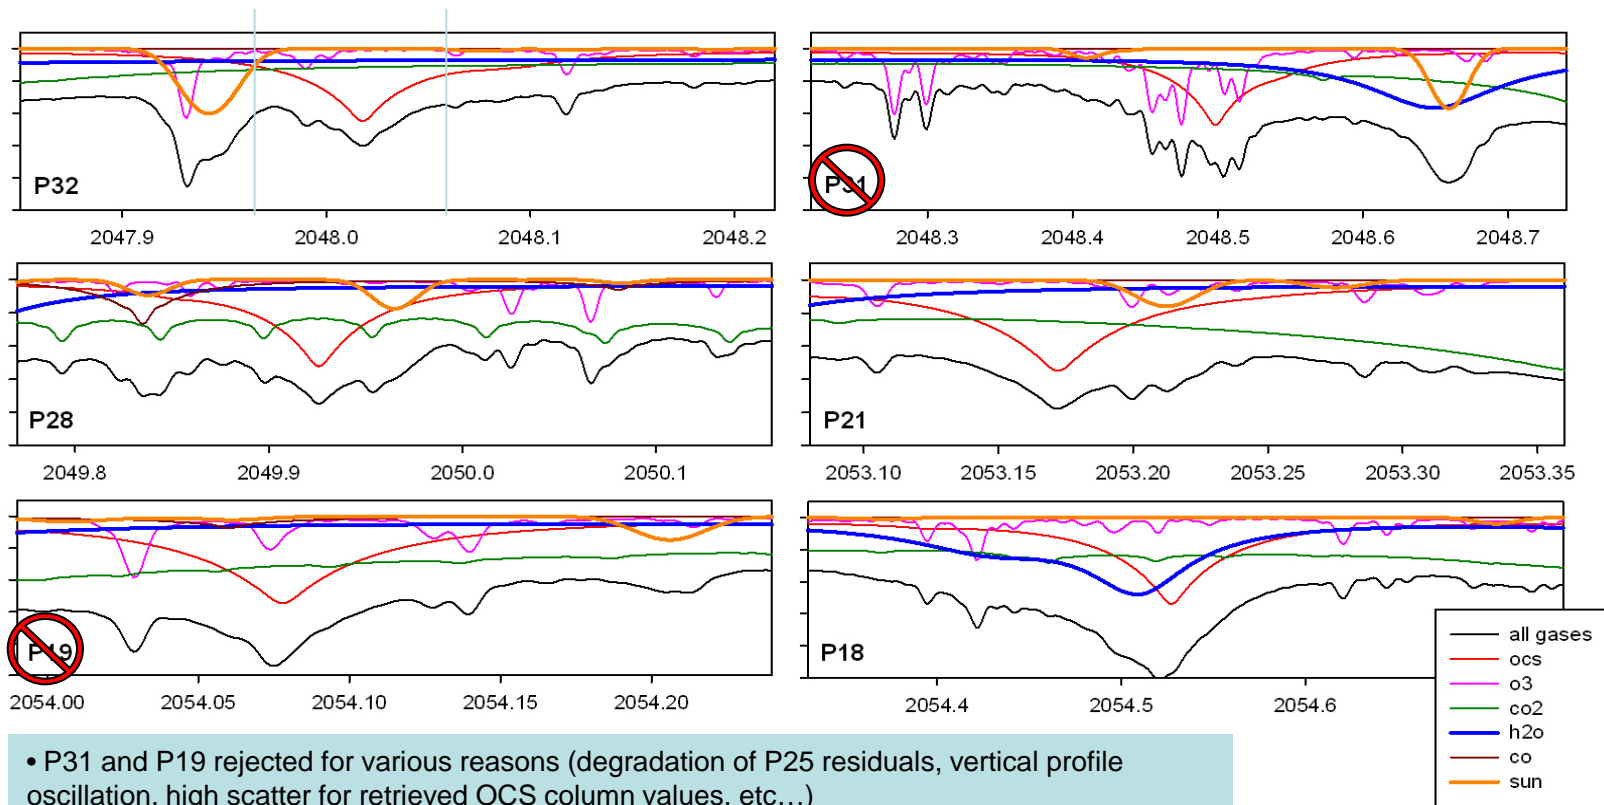 P32
2047.9 2048.0 2048.1 2048.2
P31
2048.3 2048.4 2048.5 2048.6 2048.7
P28
2049.8 2049.9 2050.0 2050.1
P21
2053.10 2053.15 2053.20 2053.25 2053.30 2053.35
P19
2054.00 2054.05 2054.10 2054.15 2054.20
P18
2054.4 2054.5 2054.6
all gases
ocs
o3
co2
h2o
co
sun
• P31 and P19 rejected for various reasons (degradation of P25 residuals, vertical profile
oscillation, high scatter for retrieved OCS column values, etc…)